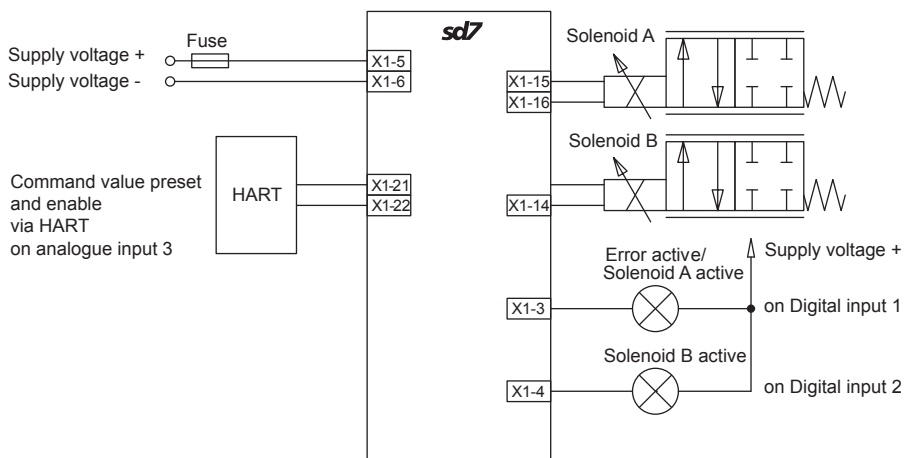 sd7
Supply voltage +
Fuse
X1-5
Supply voltage -
X1-6
Solenoid A
X1-15
X1-16
Solenoid B
Command value preset
and enable
via HART
on analogue input 3
HART
X1-21
X1-22
X1-14
Supply voltage +
Error active/
Solenoid A active
X1-3
on Digital input 1
Solenoid B active
X1-4
on Digital input 2